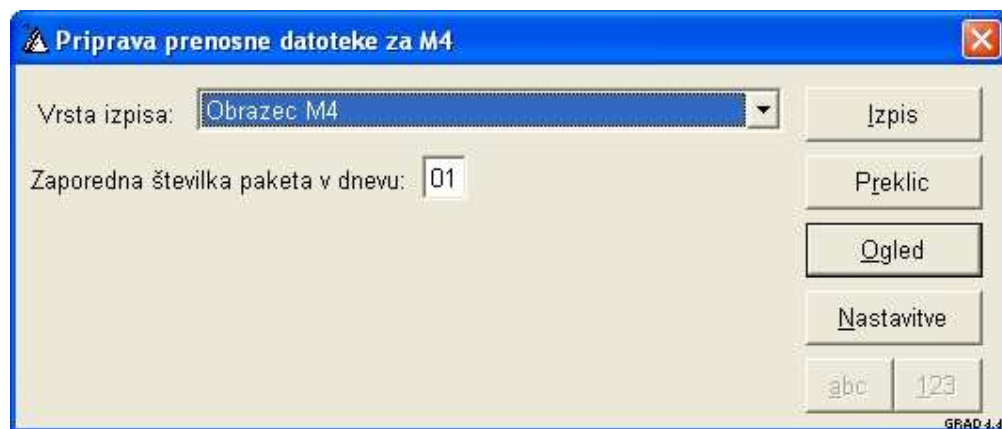 Priprava prenosne datoteke za M4
Vrsta izpisa: Obrazec M4
Izpis
Zaporedna številka paketa v dnevu: 01
Preklic
Ogled
Nastavitve
abc 123
GRAD d.d